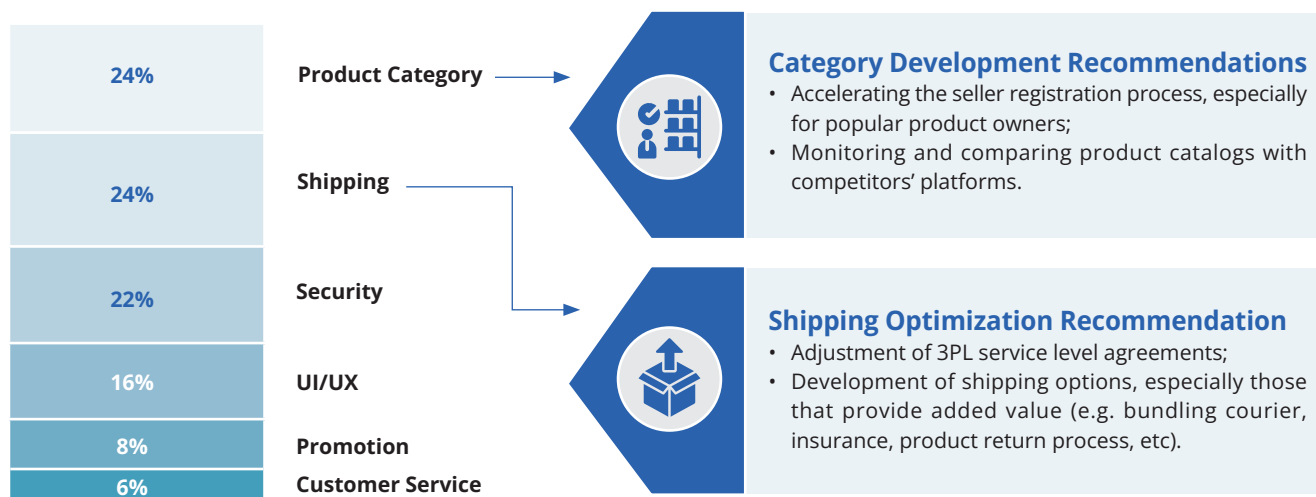 24%
Product Category
24%
Shipping
22%
Security
16%
UI/UX
8%
Promotion
6%
Customer Service
Category Development Recommendations
• Accelerating the seller registration process, especially
for popular product owners;
• Monitoring and comparing product catalogs with
competitors’ platforms.
Shipping Optimization Recommendation
• Adjustment of 3PL service level agreements;
• Development of shipping options, especially those
that provide added value (e.g. bundling courier,
insurance, product return process, etc).